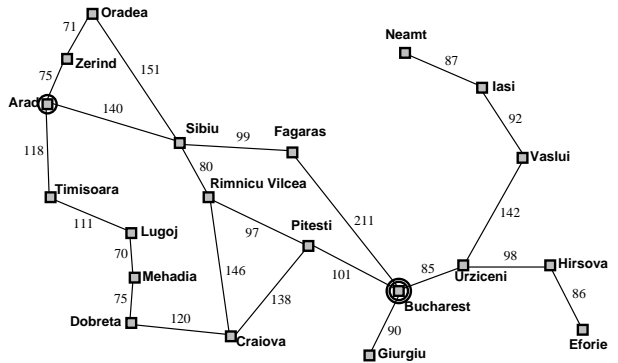 Oradea
71
Neamt
87
Zerind
151
75
Iasi
Arad
140
92
Sibiu
99
Fagaras
118
Vaslui
80
Timisoara
Rimnicu Vilcea
111
211
142
Lugoj
97
Pitesti
70
98
Hirsova
Mehadia
146
101
85
Urziceni
75
138
86
Bucharest
120
90
Dobreta
Craiova
Eforie
Giurgiu